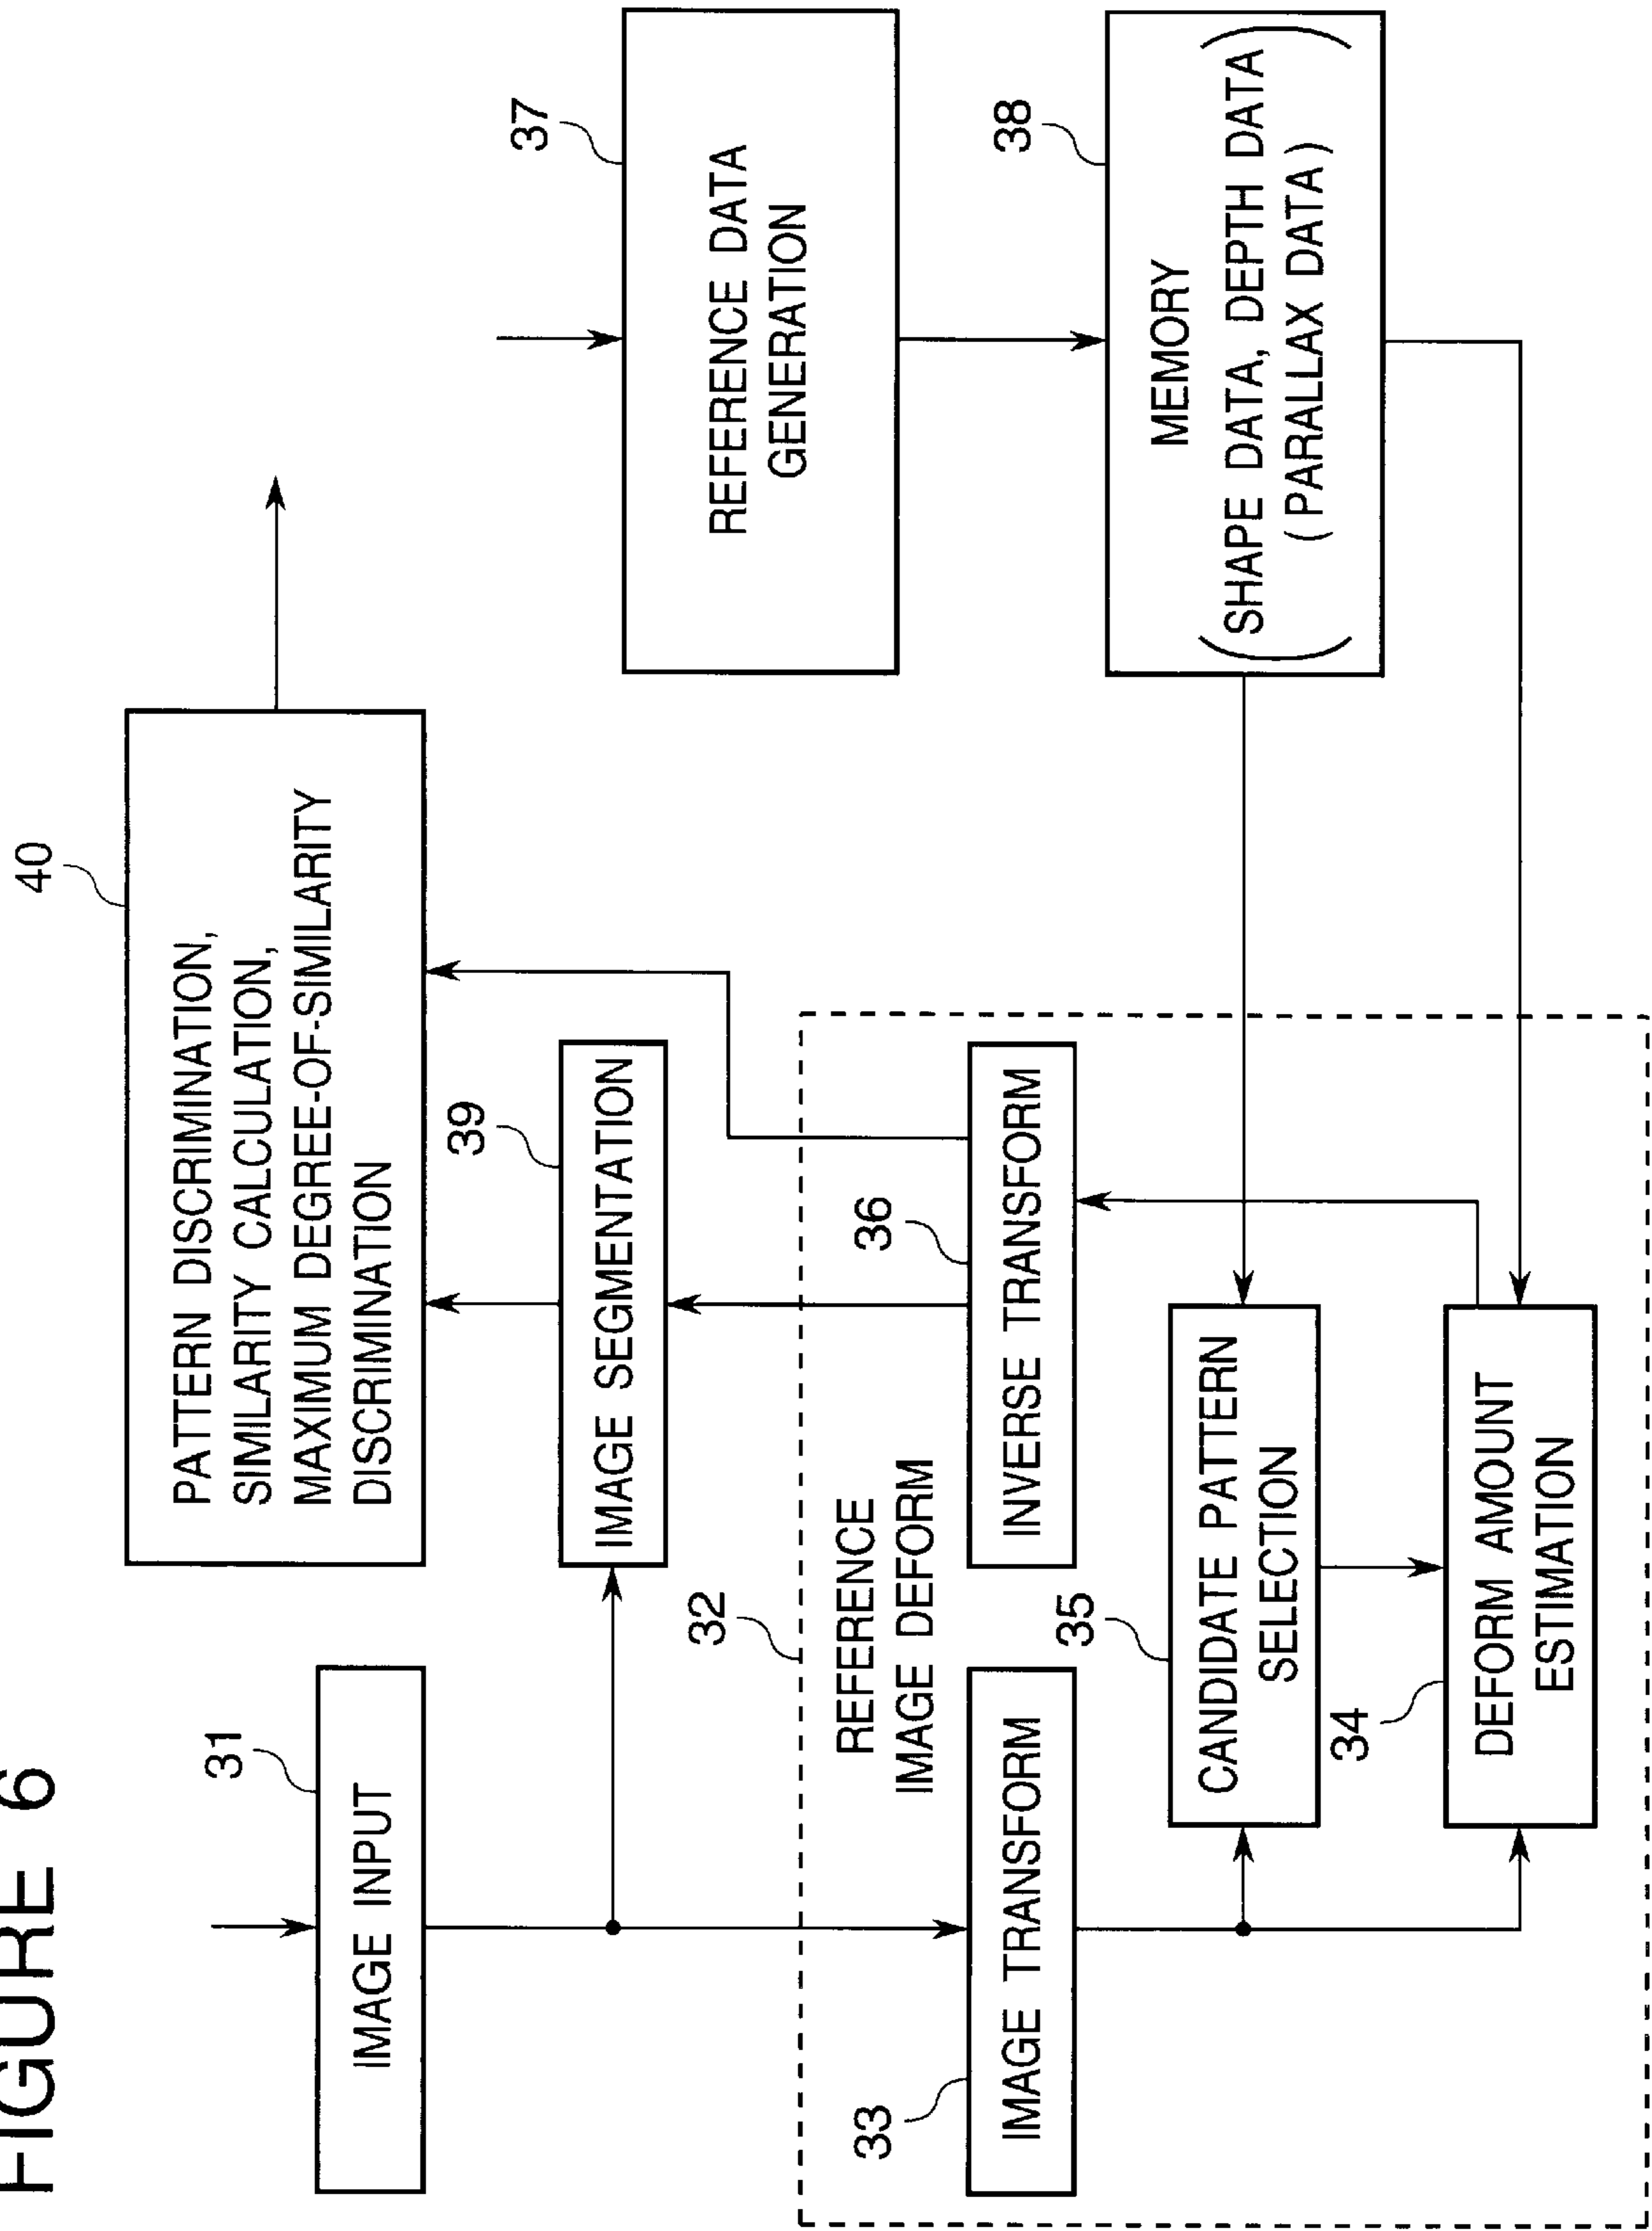 FIGURE 6
31
IMAGE INPUT
40
PATTERN DISCRIMINATION,
SIMILARITY CALCULATION,
MAXIMUM DEGREE-OF-SIMILARITY
DISCRIMINATION
39
IMAGE SEGMENTATION
37
REFERENCE DATA
GENERATION
32
REFERENCE
IMAGE DEFORM
33
IMAGE TRANSFORM
36
INVERSE TRANSFORM
38
MEMORY
(SHAPE DATA, DEPTH DATA
(PARALLAX DATA))
35
CANDIDATE PATTERN
SELECTION
34
DEFORM AMOUNT
ESTIMATION